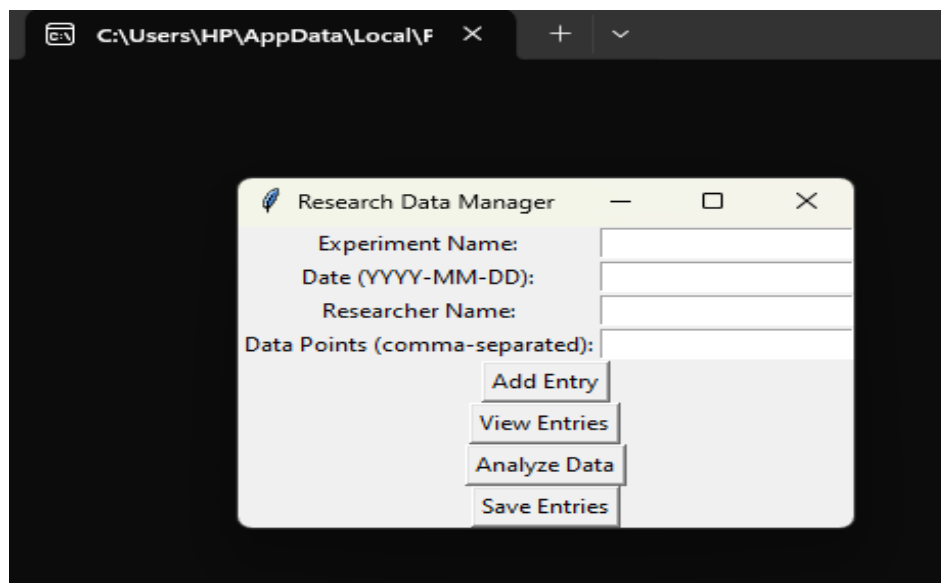 C:\Users\HP\AppData\Local\F
Research Data Manager
Experiment Name:
Date (YYYY-MM-DD):
Researcher Name:
Data Points (comma-separated):
Add Entry
View Entries
Analyze Data
Save Entries